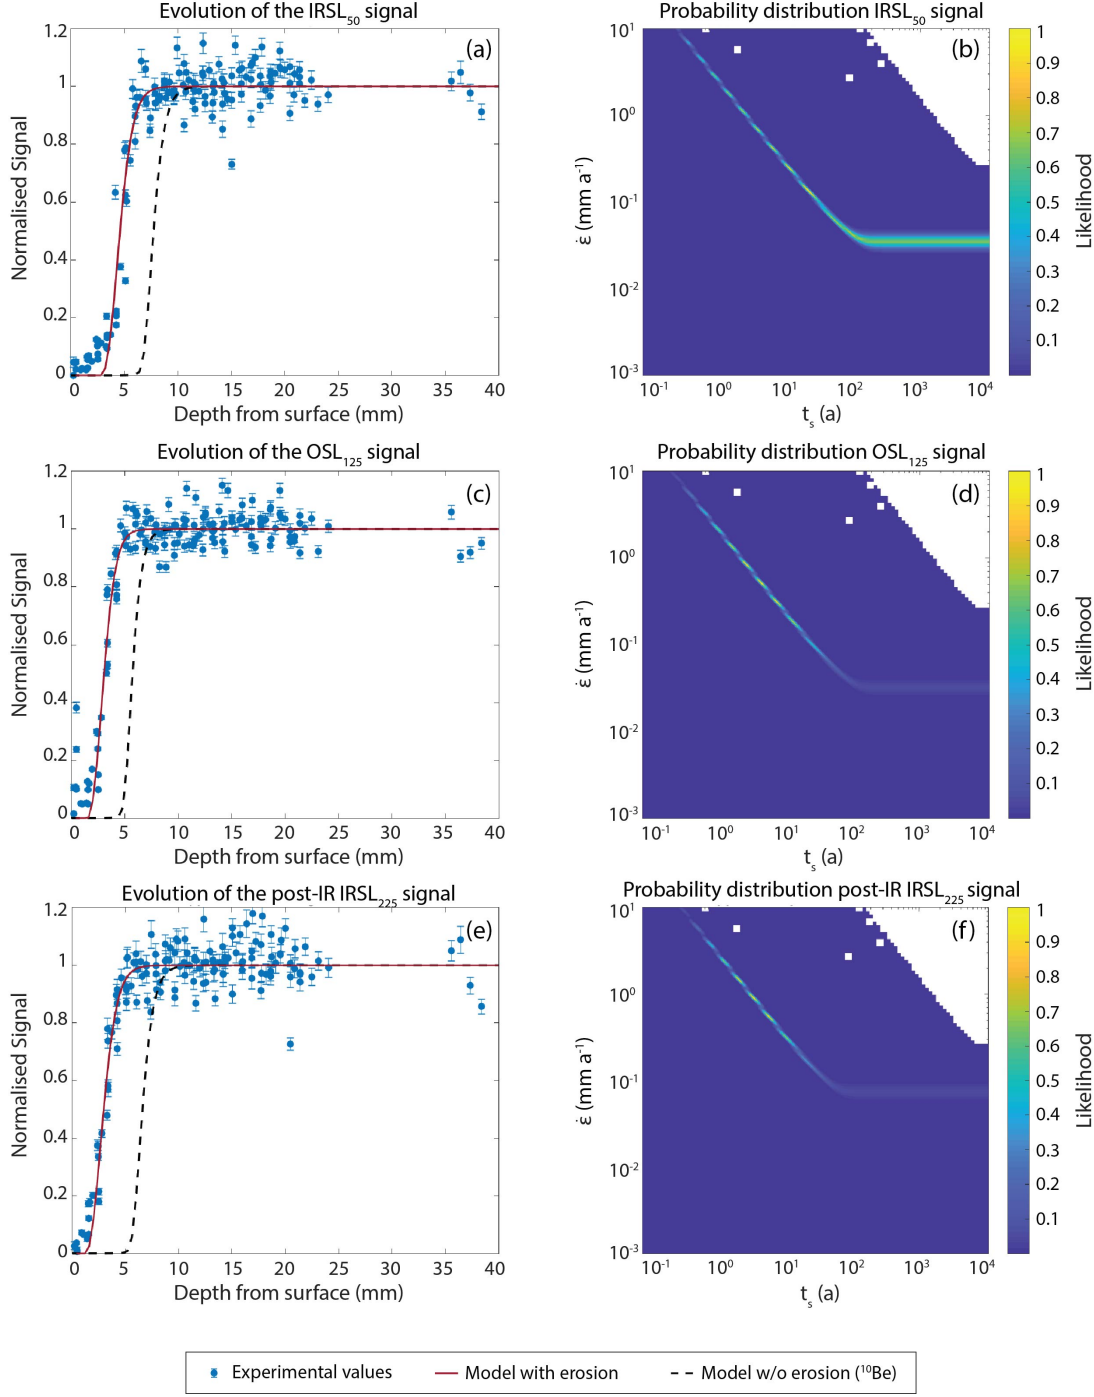 Evolution of the IRSL₅₀ signal
(a)
1.2
1
0.8
0.6
0.4
0.2
0
0 5 10 15 20 25 30 35 40
Normalised Signal
Depth from surface (mm)
Probability distribution IRSL₅₀ signal
(b)
10¹
10⁰
10⁻¹
10⁻²
10⁻³
10⁻¹ 10⁰ 10¹ 10² 10³ 10⁴
ε̇ (mm a⁻¹)
tₛ (a)
1
0.9
0.8
0.7
0.6
0.5
0.4
0.3
0.2
0.1
Likelihood
Evolution of the OSL₁₂₅ signal
(c)
1.2
1
0.8
0.6
0.4
0.2
0
0 5 10 15 20 25 30 35 40
Normalised Signal
Depth from surface (mm)
Probability distribution OSL₁₂₅ signal
(d)
10¹
10⁰
10⁻¹
10⁻²
10⁻³
10⁻¹ 10⁰ 10¹ 10² 10³ 10⁴
ε̇ (mm a⁻¹)
tₛ (a)
1
0.9
0.8
0.7
0.6
0.5
0.4
0.3
0.2
0.1
Likelihood
Evolution of the post-IR IRSL₂₂₅ signal
(e)
1.2
1
0.8
0.6
0.4
0.2
0
0 5 10 15 20 25 30 35 40
Normalised Signal
Depth from surface (mm)
Probability distribution post-IR IRSL₂₂₅ signal
(f)
10¹
10⁰
10⁻¹
10⁻²
10⁻³
10⁻¹ 10⁰ 10¹ 10² 10³ 10⁴
ε̇ (mm a⁻¹)
tₛ (a)
1
0.9
0.8
0.7
0.6
0.5
0.4
0.3
0.2
0.1
Likelihood
Experimental values Model with erosion Model w/o erosion (¹⁰Be)